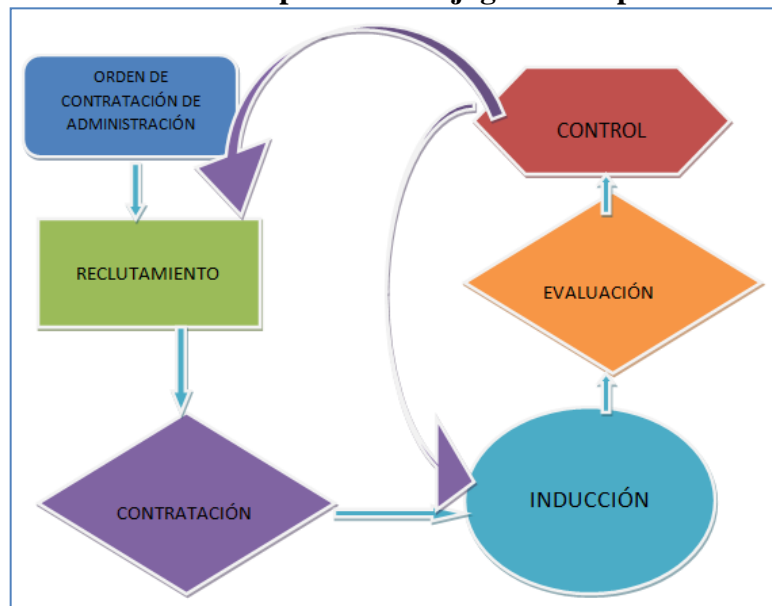 ORDEN DE
CONTRATACIÓN DE
ADMINISTRACIÓN
CONTROL
RECLUTAMIENTO
EVALUACIÓN
CONTRATACIÓN
INDUCCIÓN